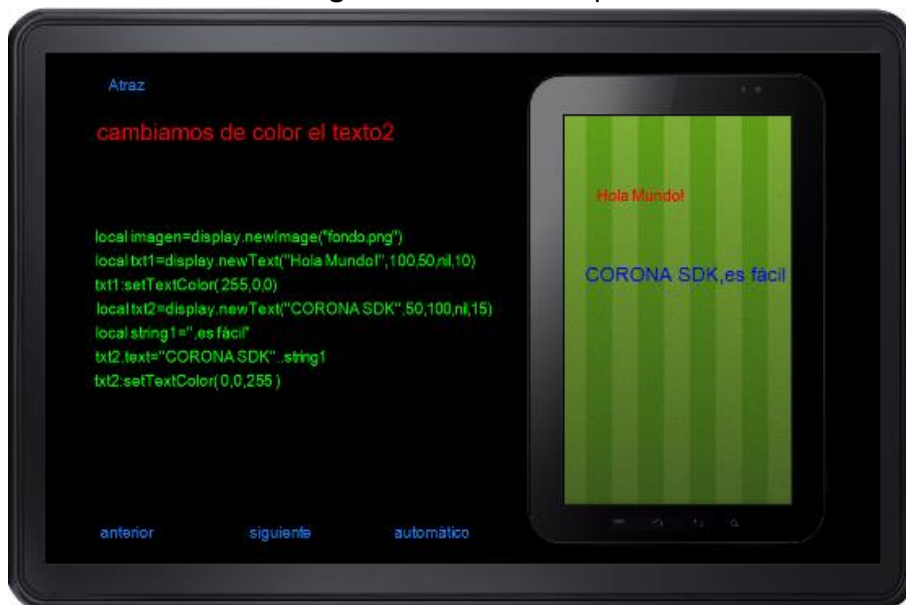 Atraz
cambiamos de color el texto2
local imagen=display.newImage("fondo.png")
local txt1=display.newText("Hola Mundo!",100,50,nil,10)
txt1:setTextColor( 255,0,0)
local txt2=display.newText("CORONA SDK",50,100,nil,15)
local string1=" ,es fácil"
txt2.text="CORONA SDK"..string1
txt2:setTextColor( 0,0,255 )
anterior siguiente automático
Hola Mundo!
CORONA SDK,es fácil